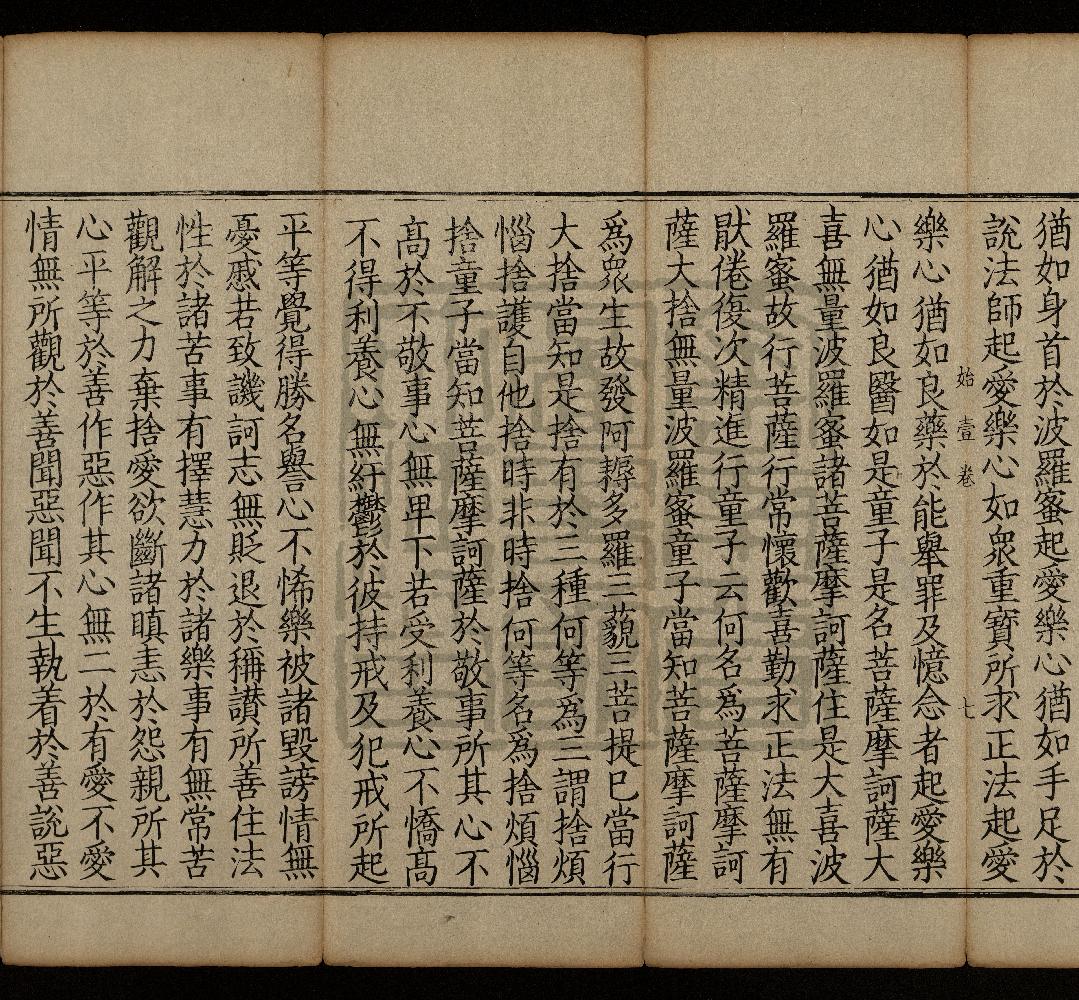 猶如身首於波羅蜜起愛樂心猶如手足於
說法師起愛樂心如衆重寶所求正法起愛
始 壹卷 七
樂心猶如良藥於能舉罪及憶念者起愛樂
心猶如良醫如是童子是名菩薩摩訶薩大
喜無量波羅蜜諸菩薩摩訶薩住是大喜波
羅蜜故行菩薩行常懷歡喜勤求正法無有
猒倦復次精進行童子云何名爲菩薩摩訶
薩大捨無量波羅蜜童子當知菩薩摩訶薩
爲衆生故發阿耨多羅三藐三菩提巳當行
大捨當知是捨有於三種何等爲三謂捨煩
惱捨護自他捨時非時捨何等名爲捨煩惱
捨童子當知菩薩摩訶薩於敬事所其心不
髙於不敬事心無卑下若受利養心不憍髙
不得利養心無紆鬱於彼持戒及犯戒所起
平等覺得勝名譽心不悕樂被諸毀謗情無
憂慼若致譏訶志無貶退於稱讃所善住法
性於諸苦事有擇慧力於諸樂事有無常苦
觀解之力棄捨愛欲斷諸瞋恚於怨親所其
心平等於善作惡作其心無二於有愛不愛
情無所觀於善聞惡聞不生執着於善說惡